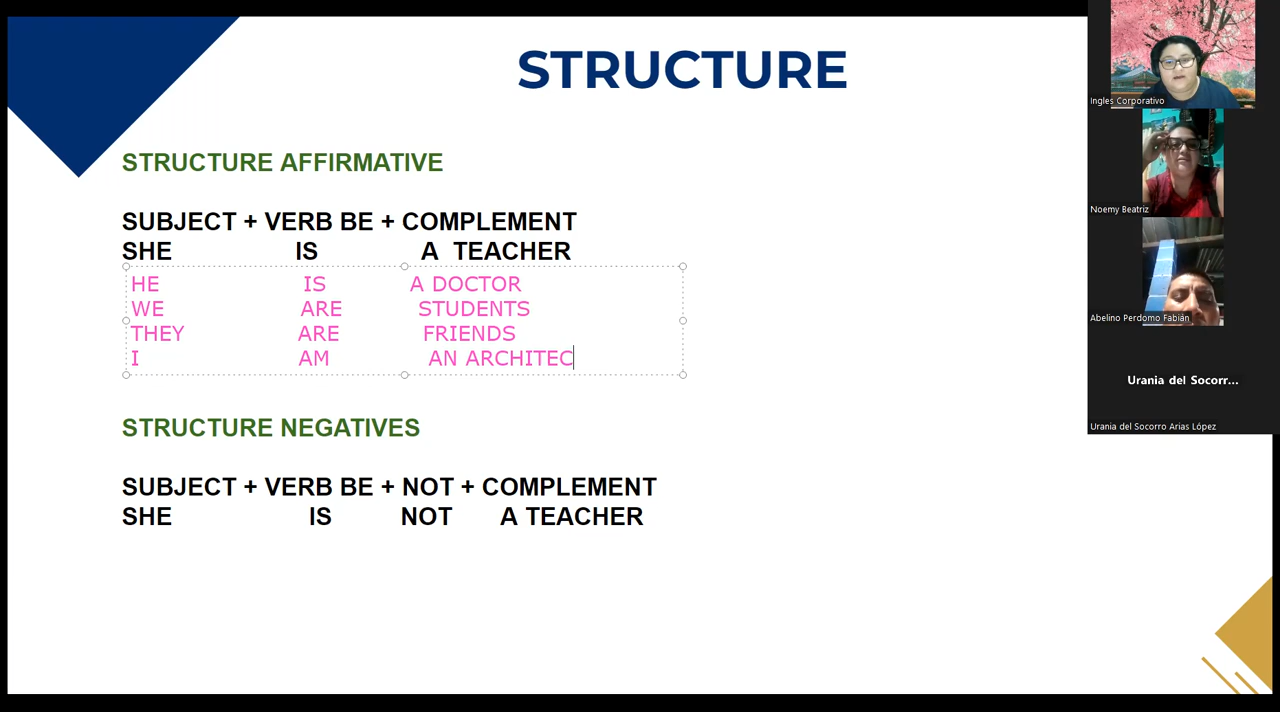 STRUCTURE
STRUCTURE AFFIRMATIVE
SUBJECT + VERB BE + COMPLEMENT
SHE IS A TEACHER
HE IS A DOCTOR
WE ARE STUDENTS
THEY ARE FRIENDS
I AM AN ARCHITEC
STRUCTURE NEGATIVES
SUBJECT + VERB BE + NOT + COMPLEMENT
SHE IS NOT A TEACHER
Ingles Corporativo
Noemy Beatriz
Abelino Perdomo Fabián
Urania del Socorr...
Urania del Socorro Arias López